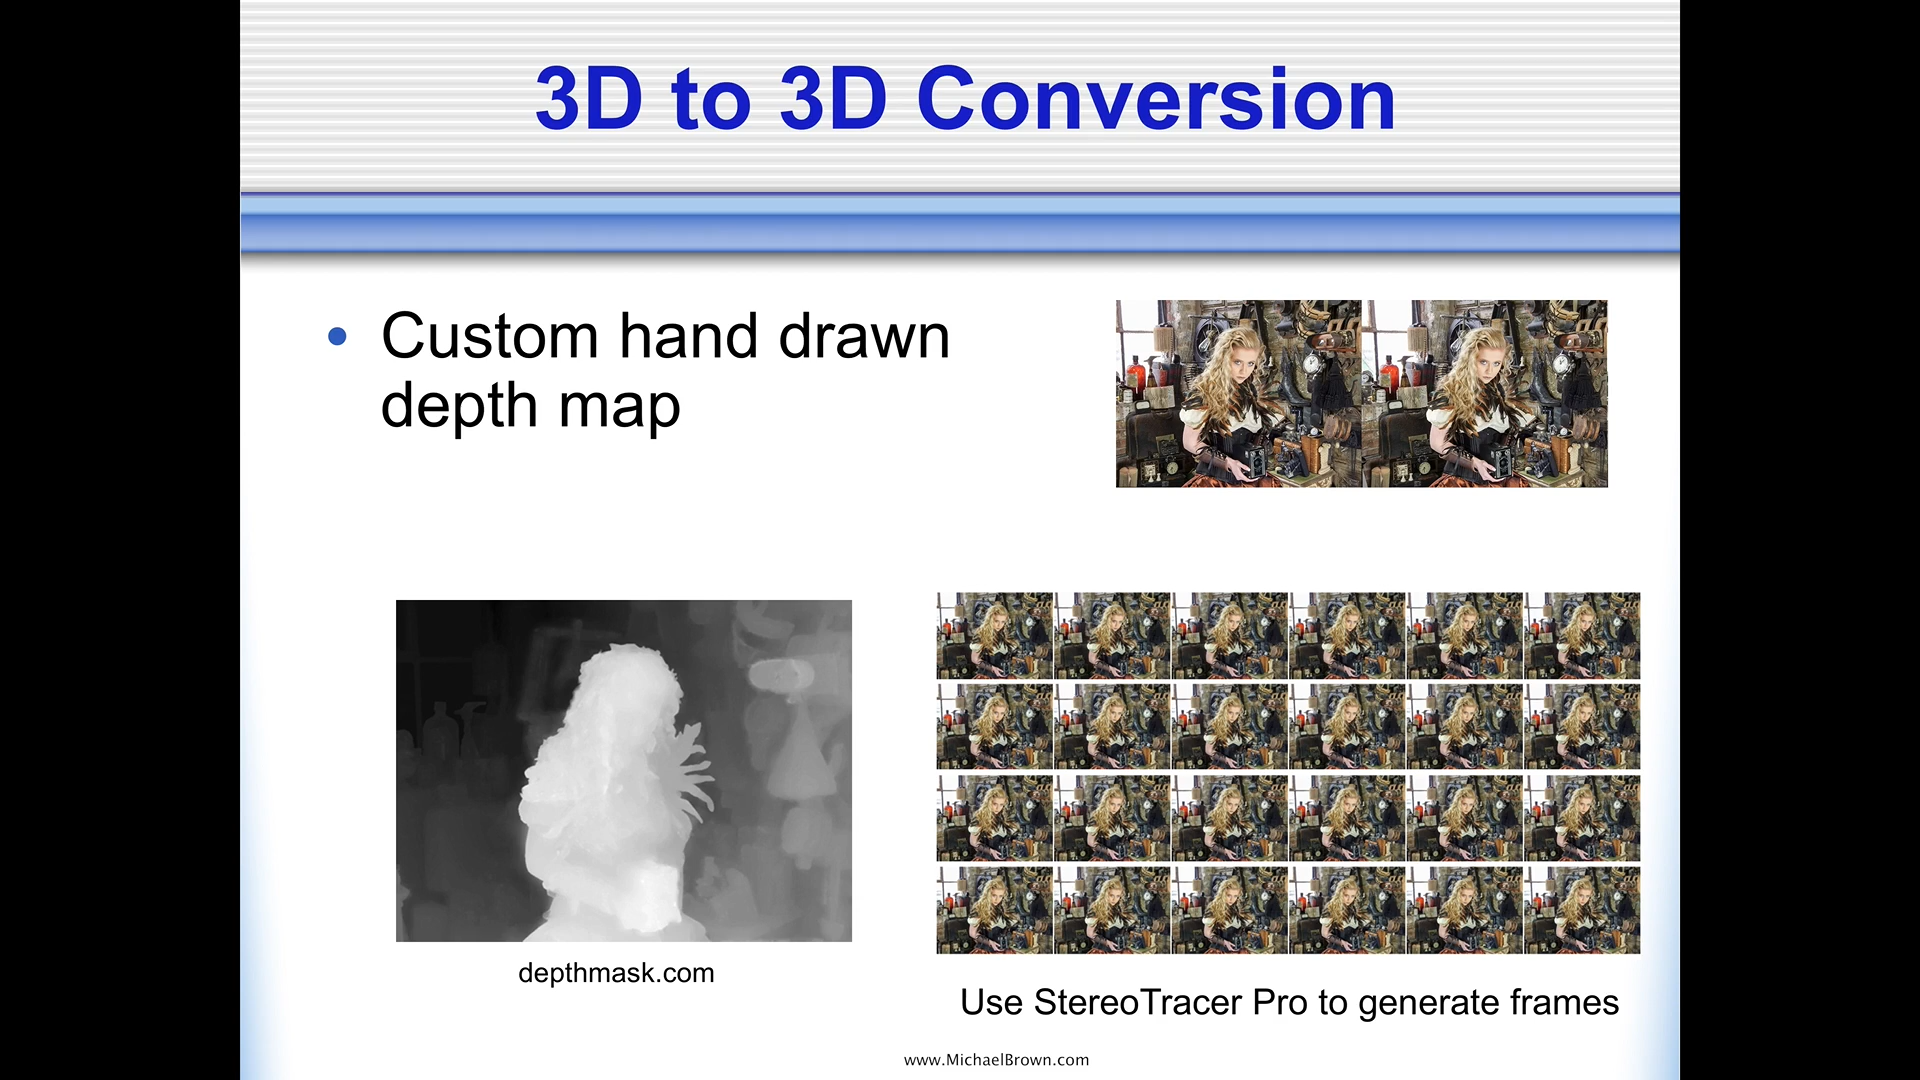 3D to 3D Conversion
• Custom hand drawn
depth map
depthmask.com
Use StereoTracer Pro to generate frames
www.MichaelBrown.com